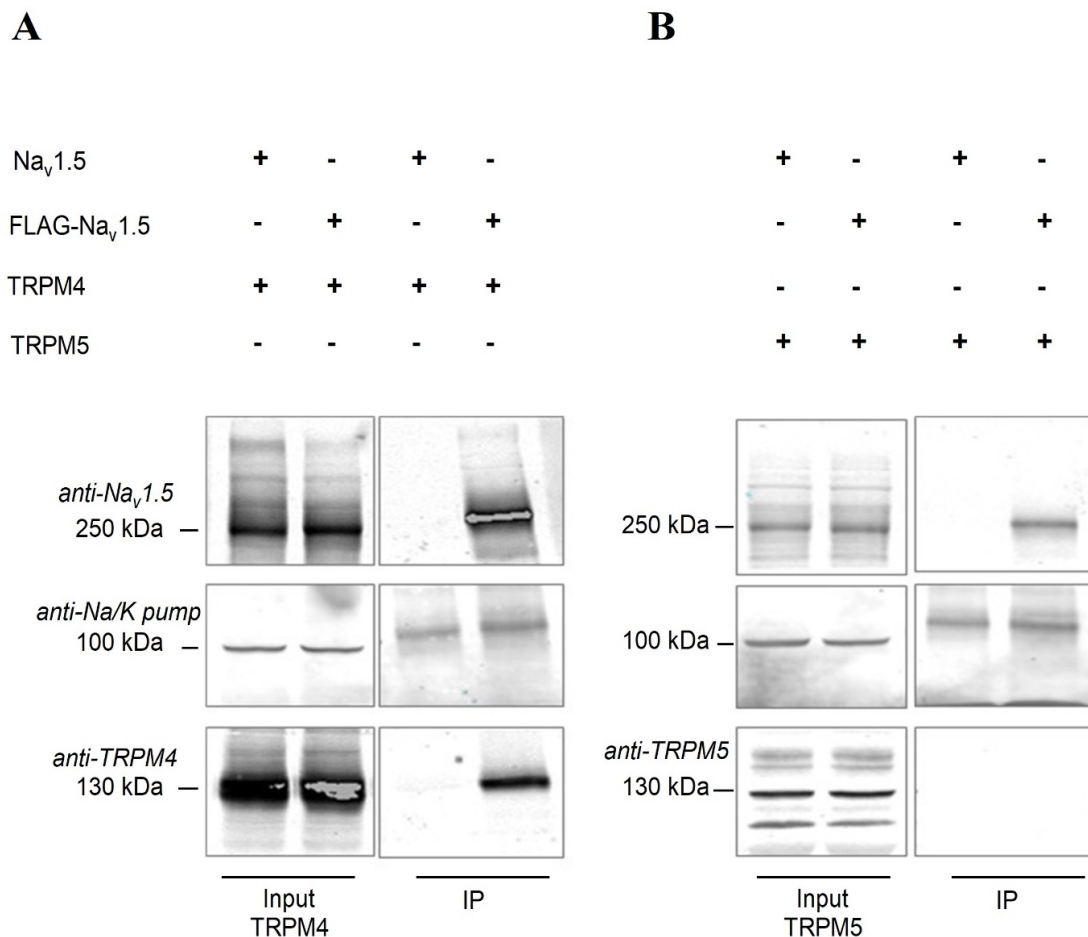 A B
Naᵥ1.5 + - + - + - + -
FLAG-Naᵥ1.5 - + - + - + - +
TRPM4 + + + + - - - -
TRPM5 - - - - + + + +
anti-Naᵥ1.5
250 kDa 250 kDa
anti-Na/K pump
100 kDa 100 kDa
anti-TRPM4 anti-TRPM5
130 kDa 130 kDa
Input IP Input IP
TRPM4 TRPM5